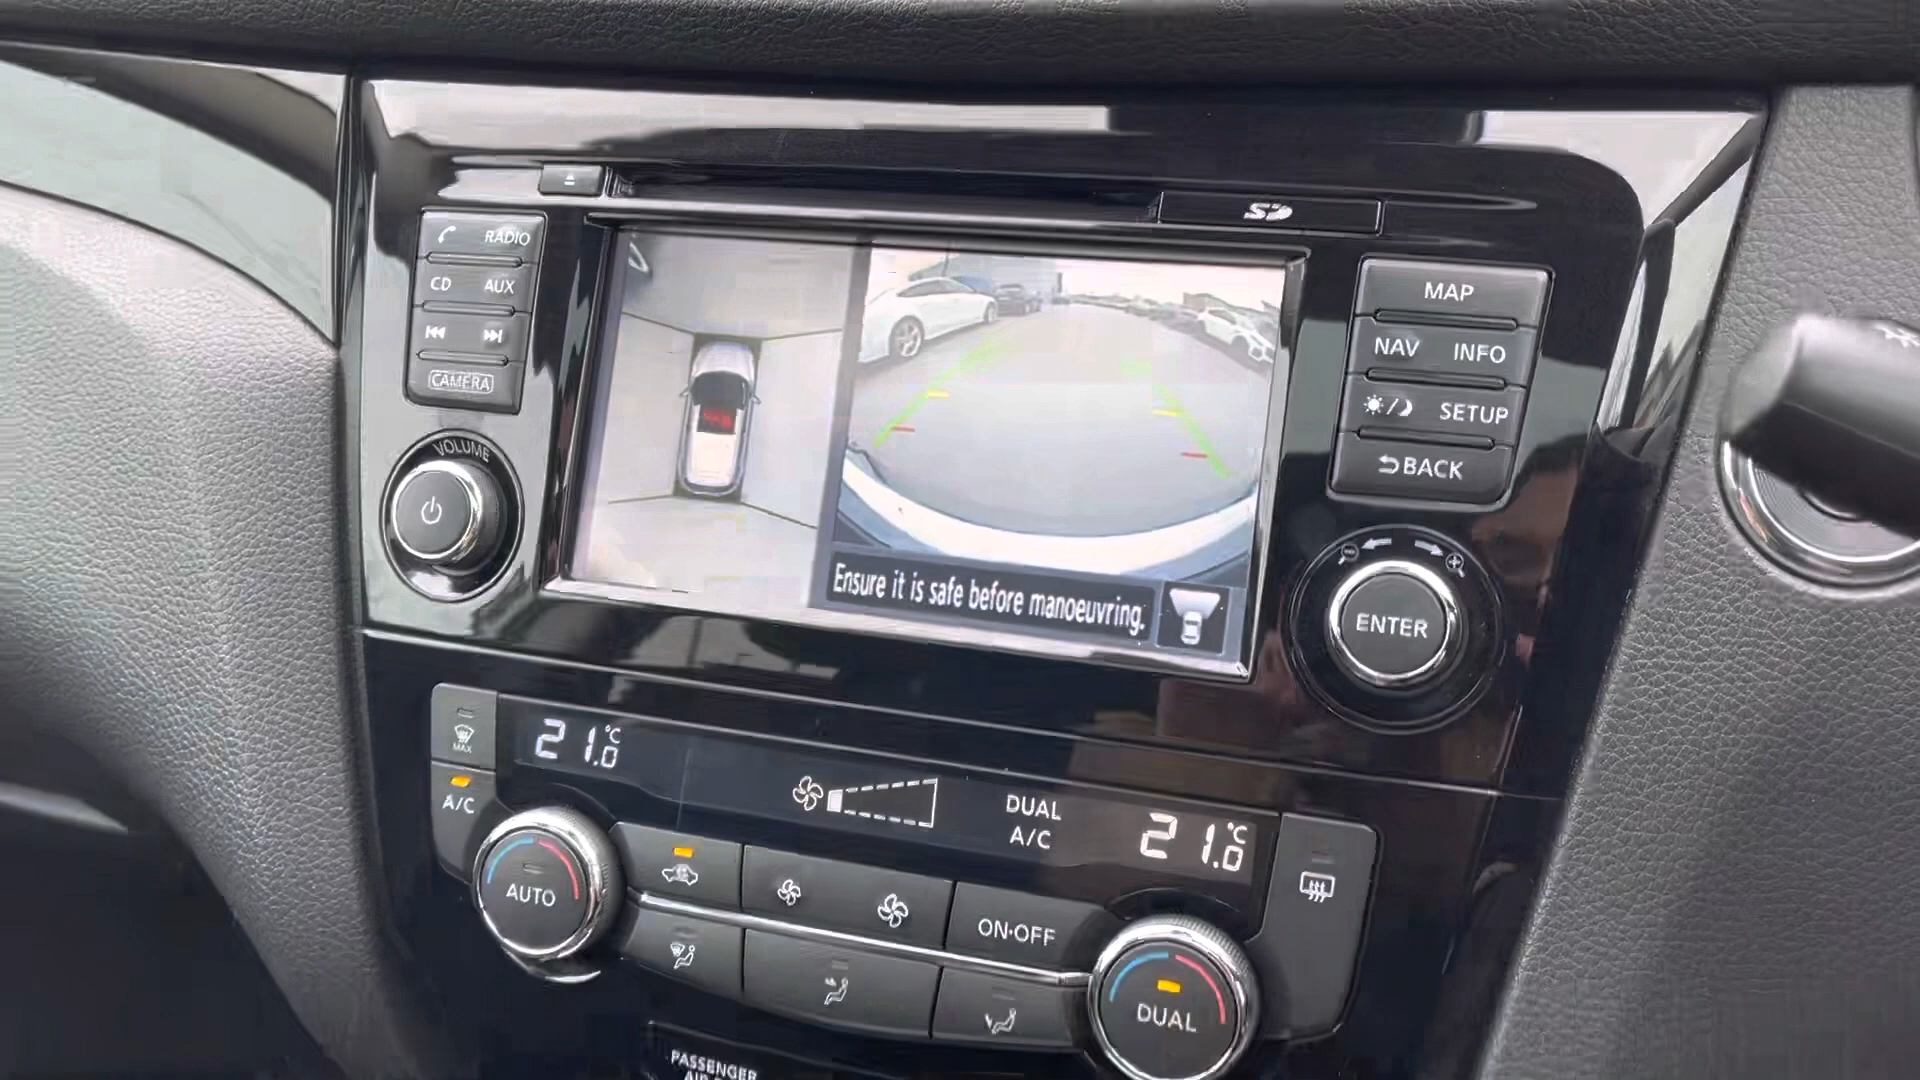 SD
RADIO
CD AUX
CAMERA
VOLUME
MAP
NAV INFO
SETUP
BACK
ENTER
Ensure it is safe before manoeuvring.
MAX
21.0°C
A/C
DUAL
A/C
21.0°C
AUTO
ON·OFF
DUAL
PASSENGER